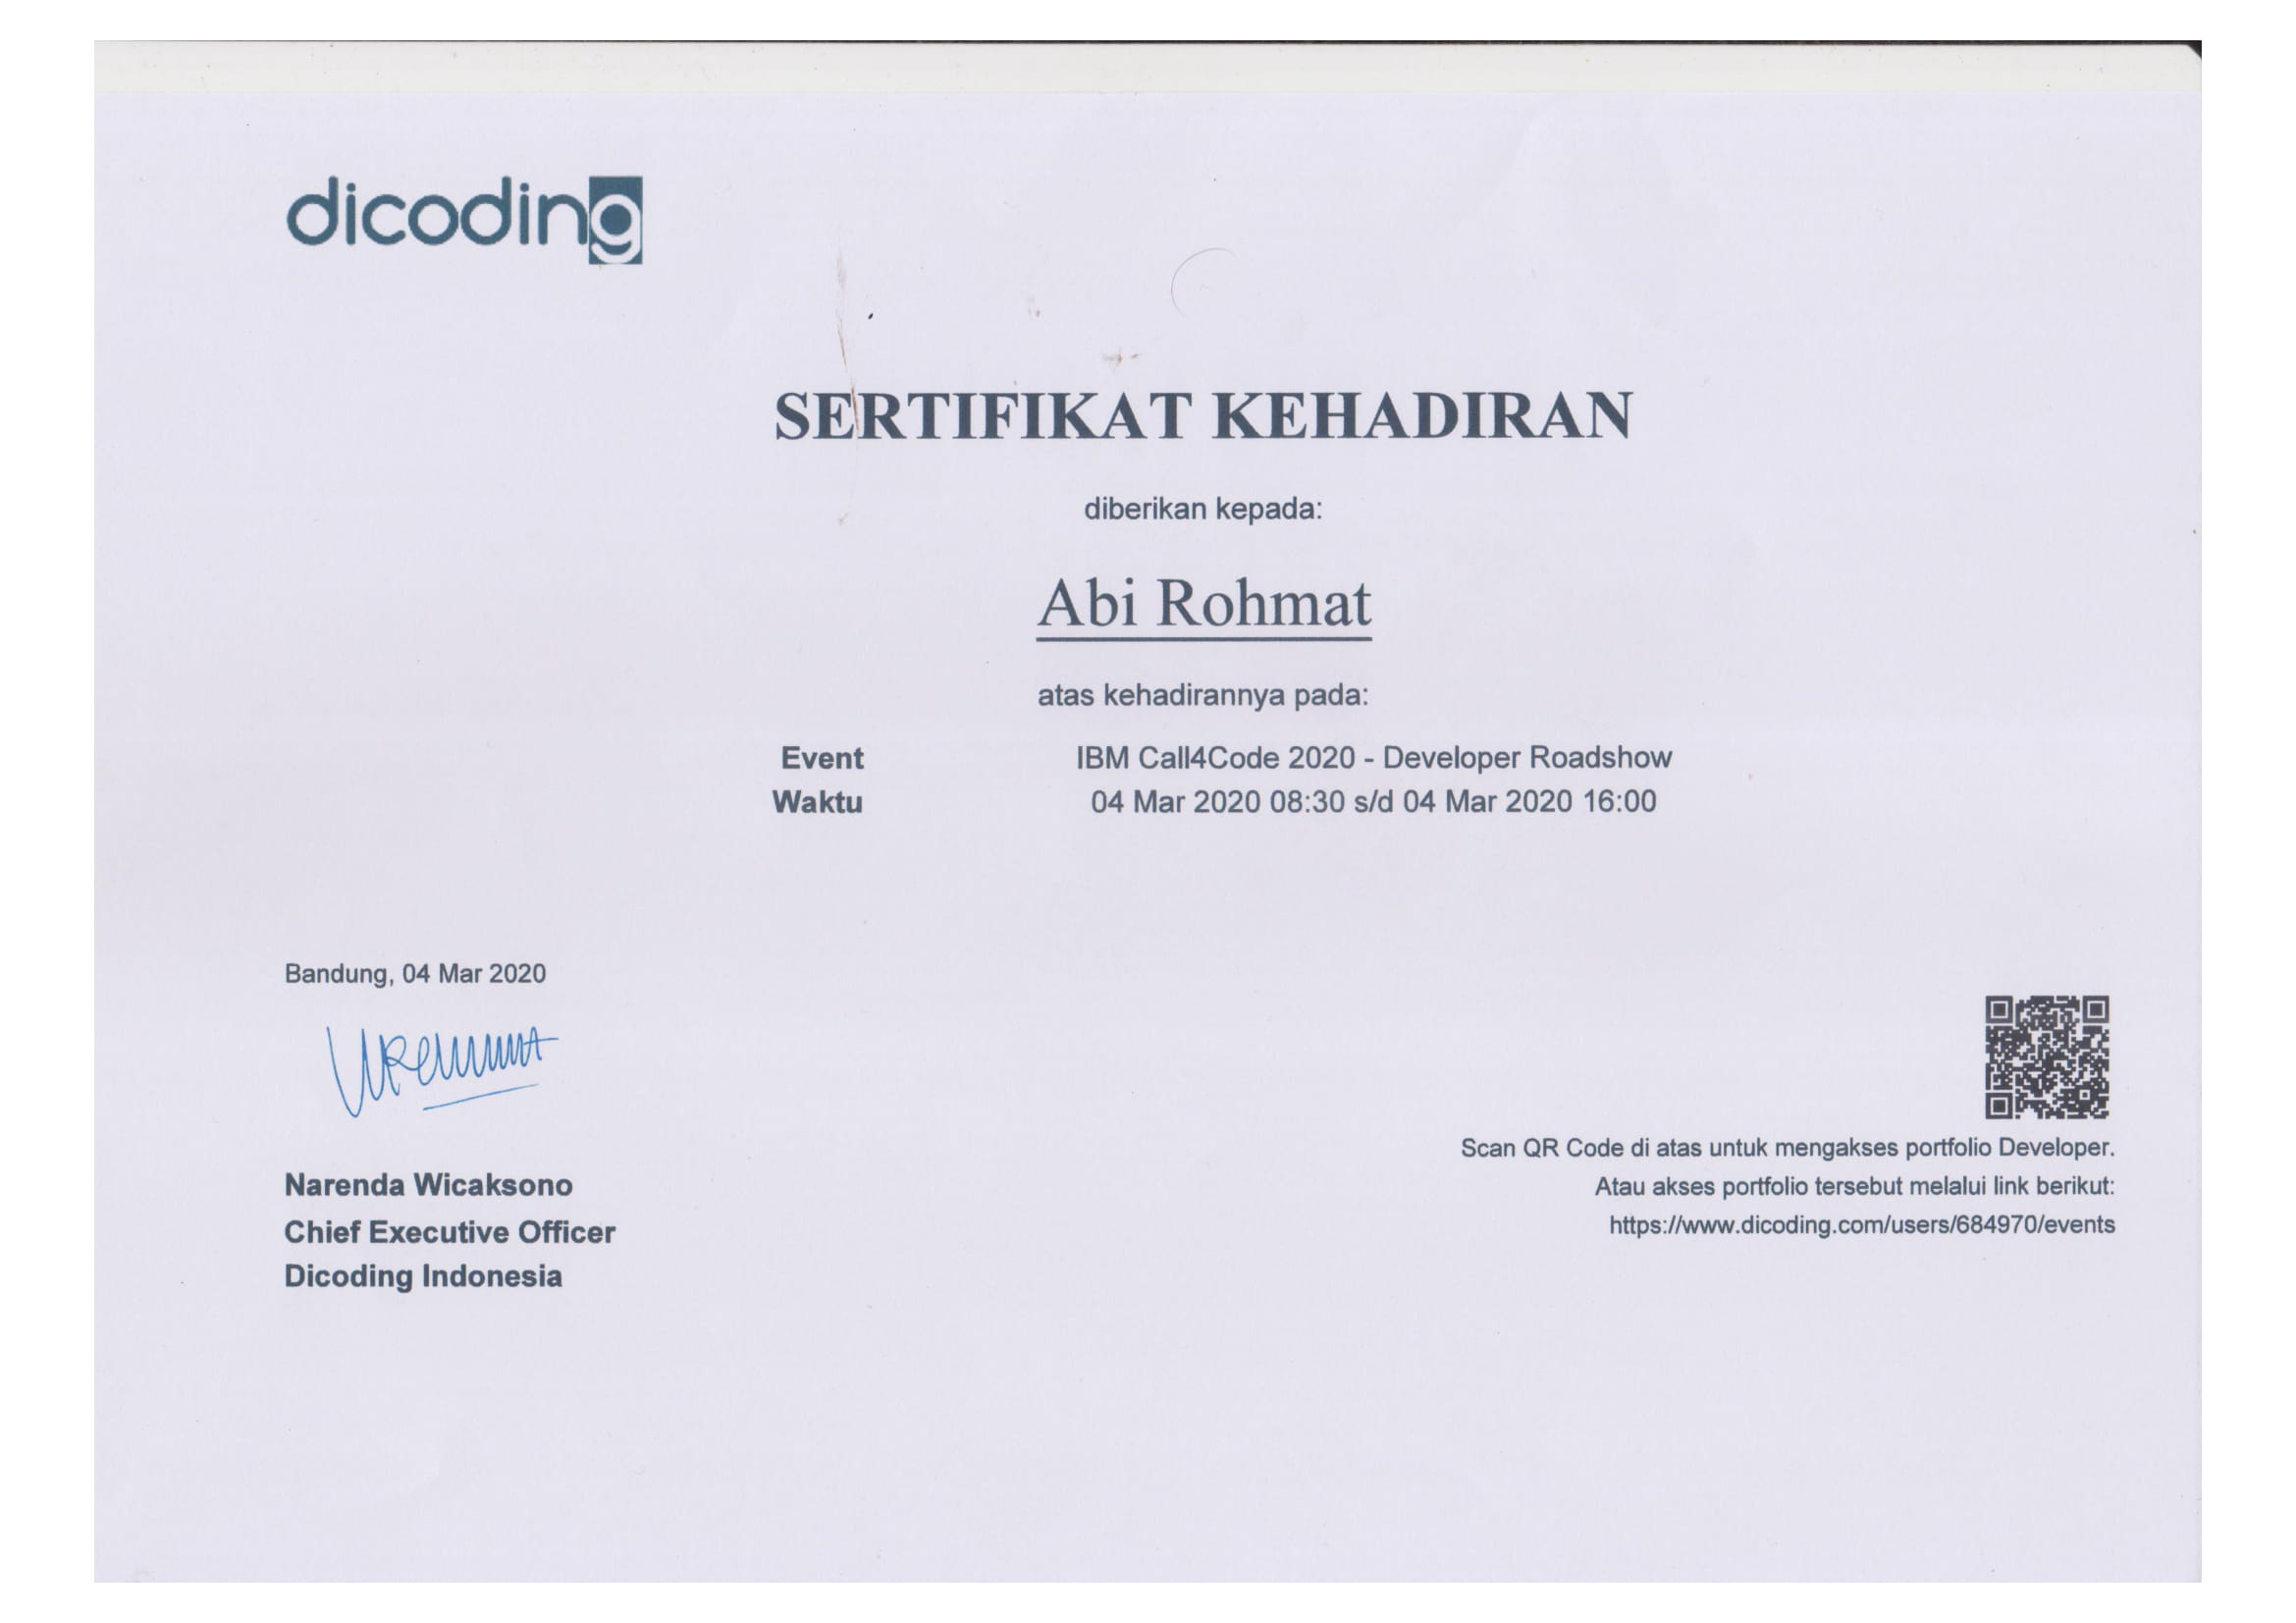 dicoding
SERTIFIKAT KEHADIRAN
diberikan kepada:
Abi Rohmat
atas kehadirannya pada:
Event IBM Call4Code 2020 - Developer Roadshow
Waktu 04 Mar 2020 08:30 s/d 04 Mar 2020 16:00
Bandung, 04 Mar 2020
Narenda Wicaksono
Chief Executive Officer
Dicoding Indonesia
Scan QR Code di atas untuk mengakses portfolio Developer.
Atau akses portfolio tersebut melalui link berikut:
https://www.dicoding.com/users/684970/events